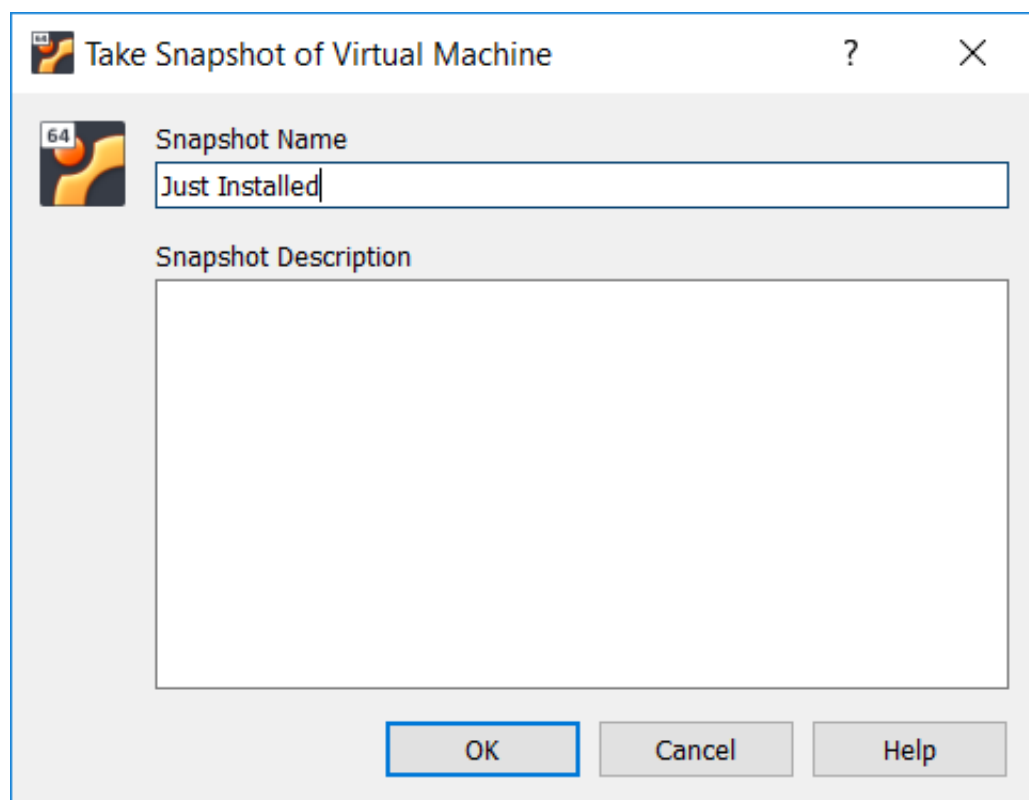 64
Take Snapshot of Virtual Machine
?
64
Snapshot Name
Just Installed
Snapshot Description
OK Cancel Help